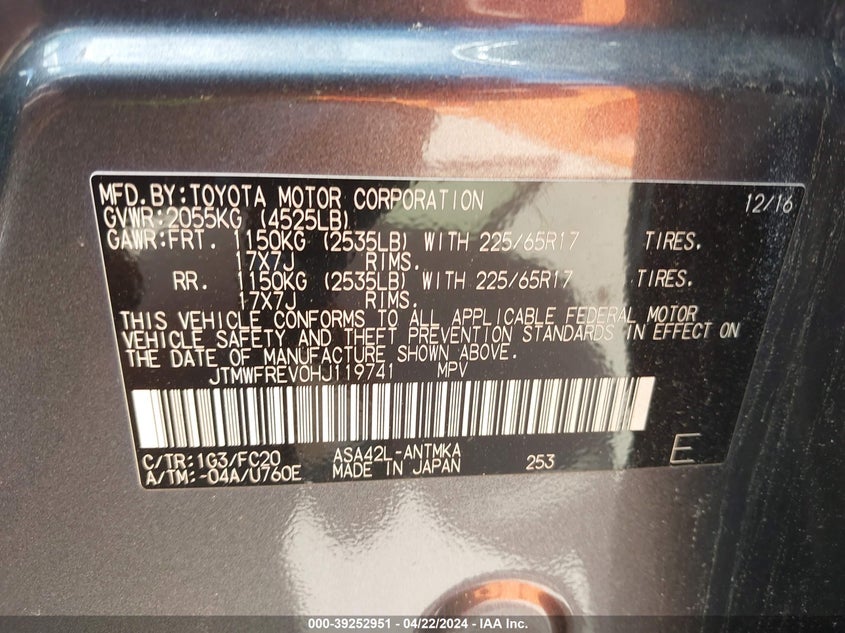 MFD.BY:TOYOTA MOTOR CORPORATION 12/16
GVWR:2055KG (4525LB)
GAWR:FRT. 1150KG (2535LB) WITH 225/65R17 TIRES.
17X7J RIMS.
RR. 1150KG (2535LB) WITH 225/65R17 TIRES.
17X7J RIMS.
THIS VEHICLE CONFORMS TO ALL APPLICABLE FEDERAL MOTOR
VEHICLE SAFETY AND THEFT PREVENTION STANDARDS IN EFFECT ON
THE DATE OF MANUFACTURE SHOWN ABOVE.
JTMWFREV0HJ119741 MPV
C/TR:1G3/FC20 ASA42L-ANTMKA 253 E
A/TM:-04A/U760E MADE IN JAPAN
000-39252951 - 04/22/2024 - IAA Inc.